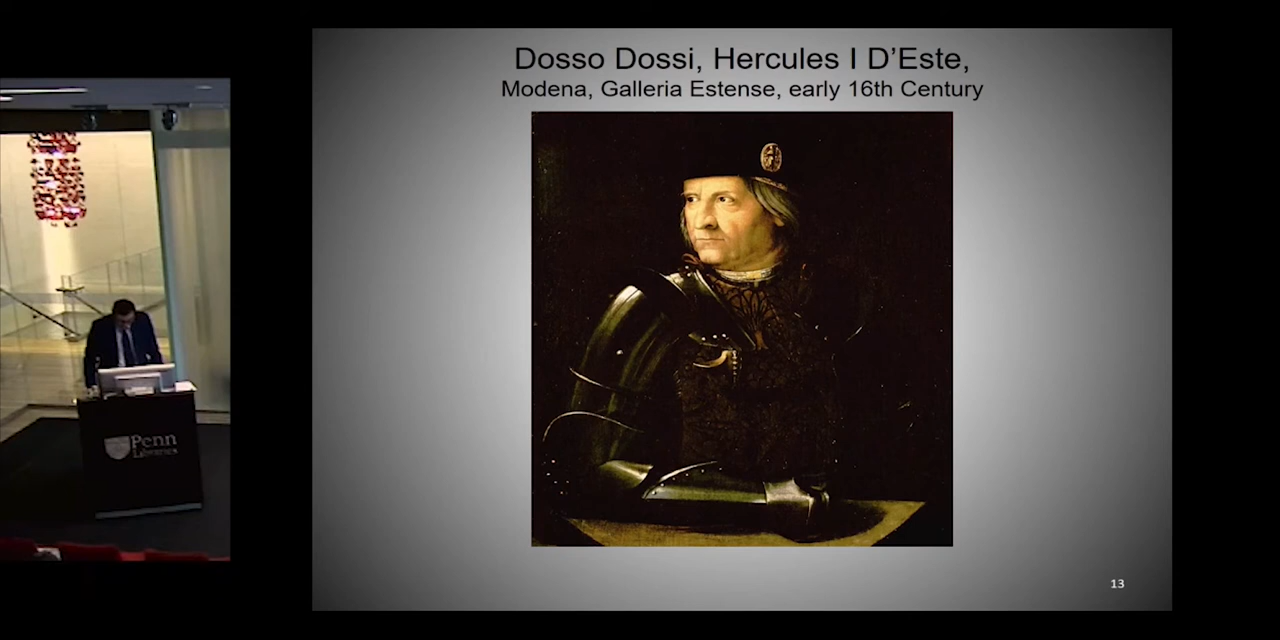 Dosso Dossi, Hercules I D'Este,
Modena, Galleria Estense, early 16th Century
Penn
Libraries
13